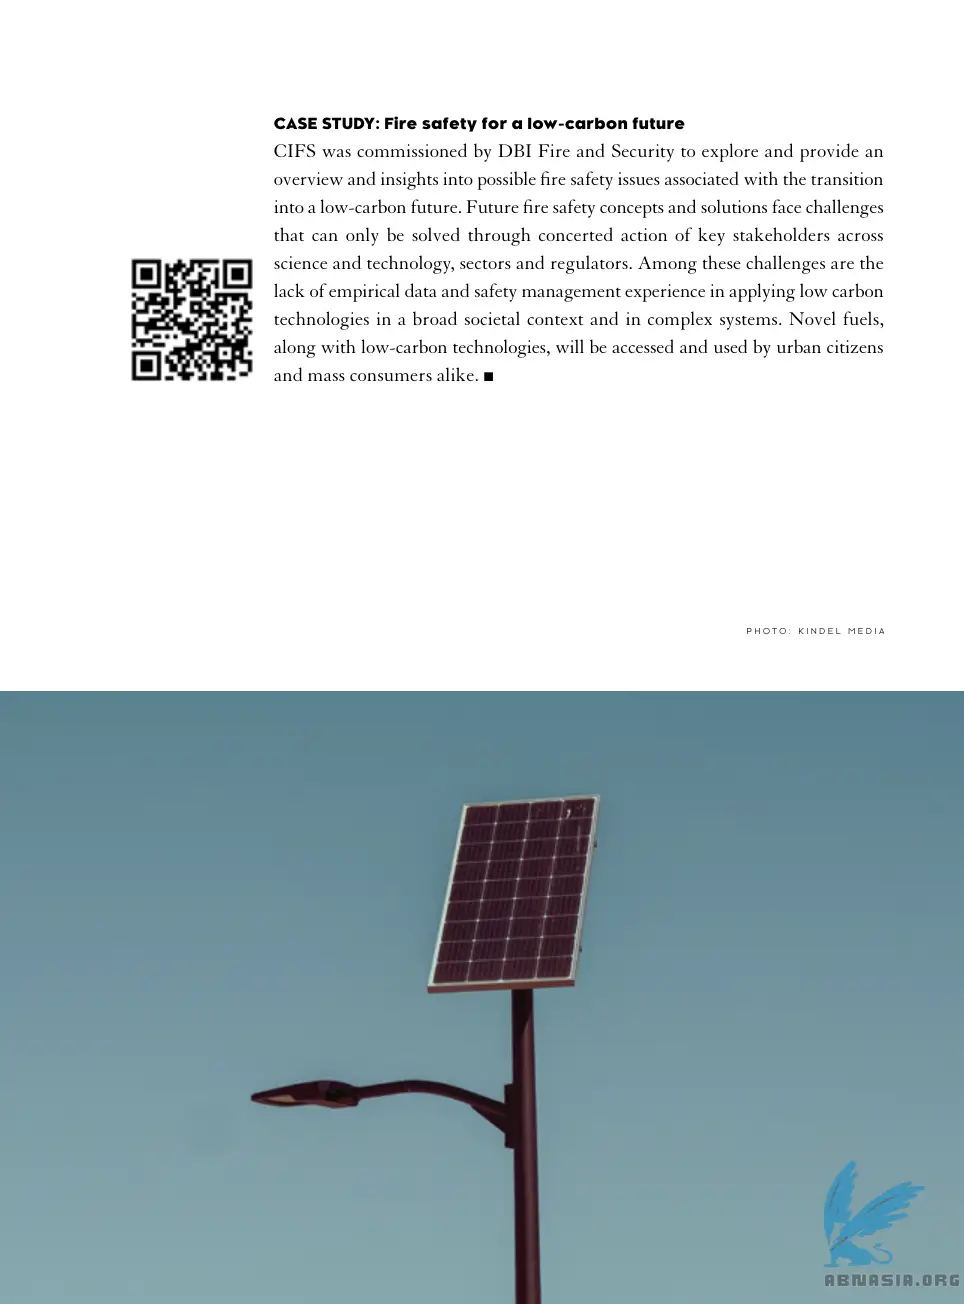 CASE STUDY: Fire safety for a low-carbon future
CIFS was commissioned by DBI Fire and Security to explore and provide an
overview and insights into possible fire safety issues associated with the transition
into a low-carbon future. Future fire safety concepts and solutions face challenges
that can only be solved through concerted action of key stakeholders across
science and technology, sectors and regulators. Among these challenges are the
lack of empirical data and safety management experience in applying low carbon
technologies in a broad societal context and in complex systems. Novel fuels,
along with low-carbon technologies, will be accessed and used by urban citizens
and mass consumers alike. ■
PHOTO: KINDEL MEDIA
ABNASIA.ORG